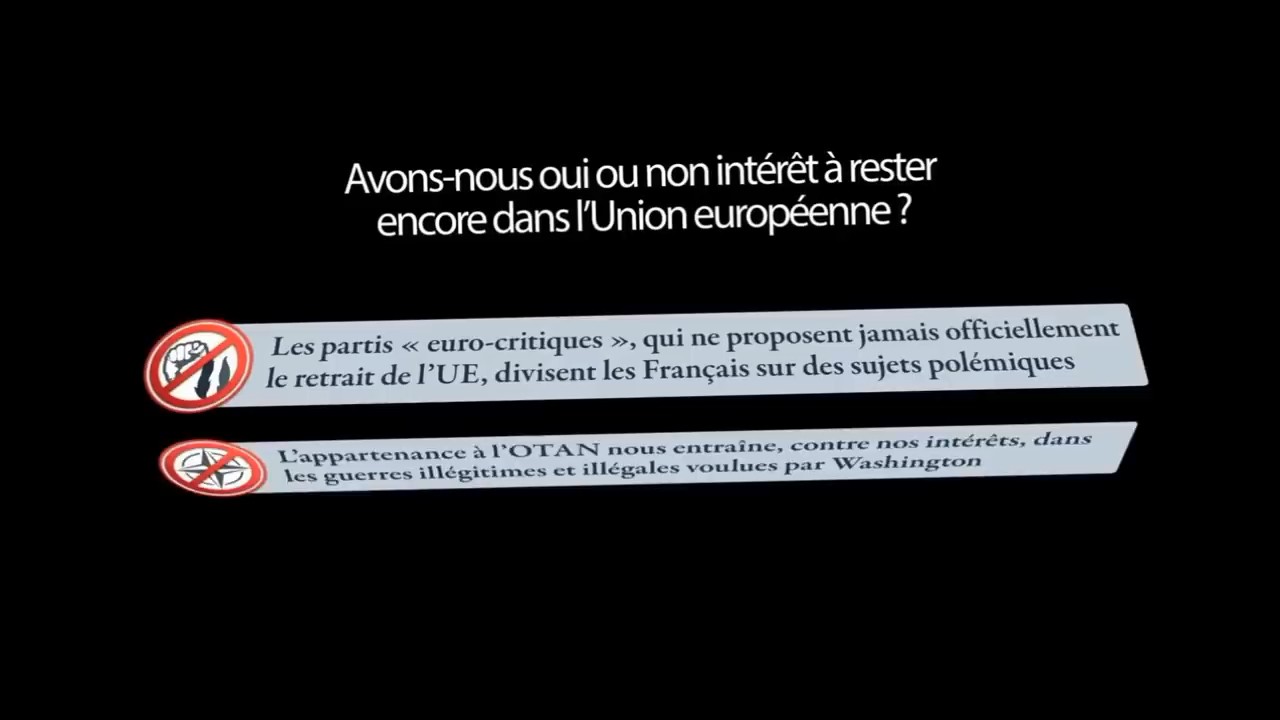 Avons-nous oui ou non intérêt à rester
encore dans l'Union européenne ?
Les partis « euro-critiques », qui ne proposent jamais officiellement
le retrait de l'UE, divisent les Français sur des sujets polémiques
L'appartenance à l'OTAN nous entraîne, contre nos intérêts, dans
les guerres illégitimes et illégales voulues par Washington